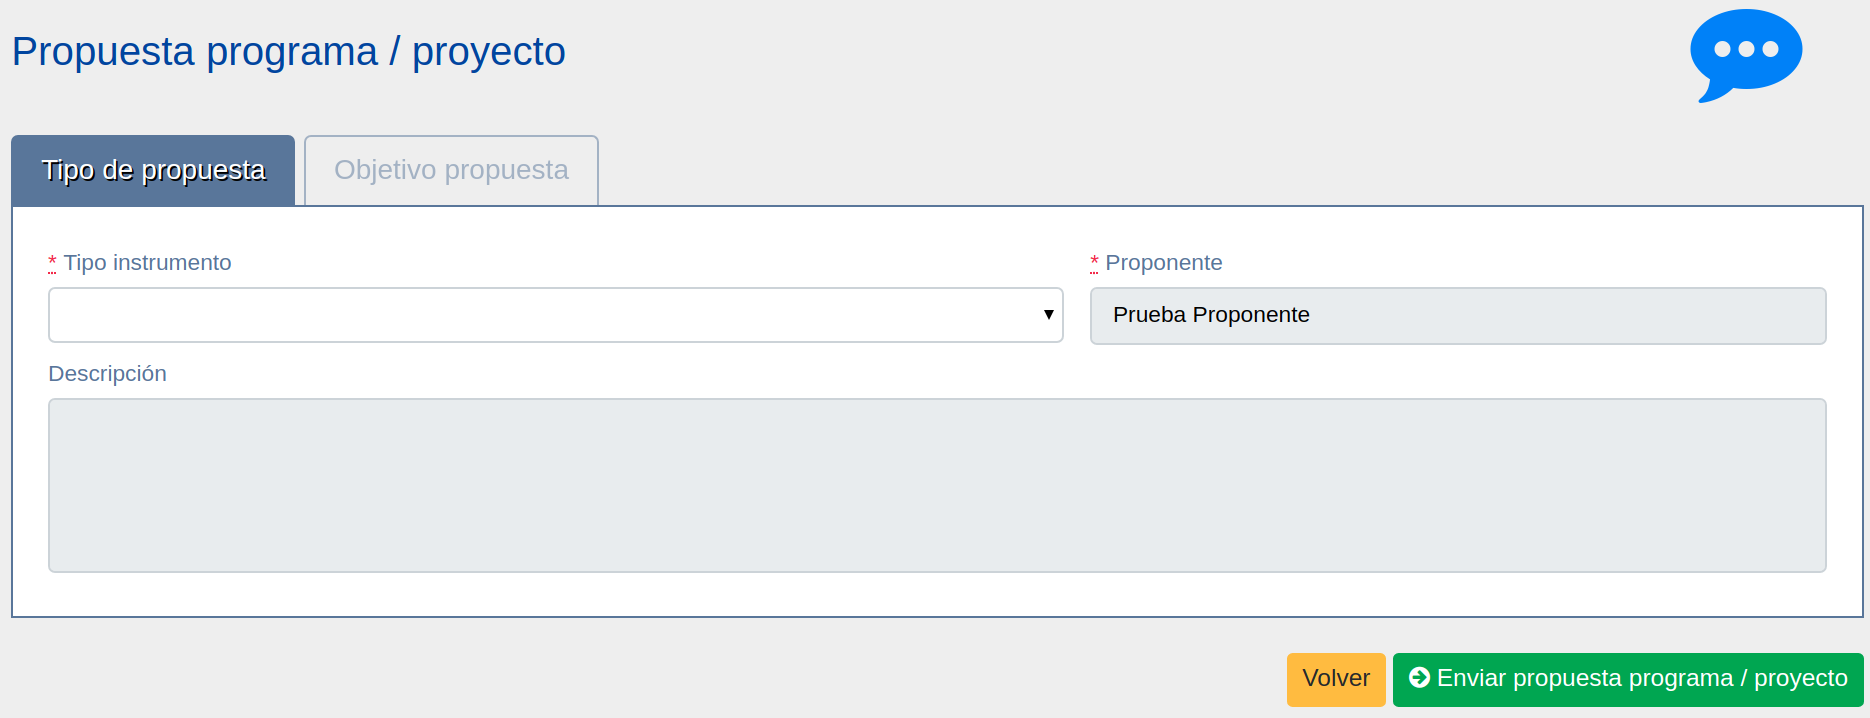 Propuesta programa / proyecto
Tipo de propuesta
Objetivo propuesta
* Tipo instrumento
* Proponente
Prueba Proponente
Descripción
Volver
Enviar propuesta programa / proyecto